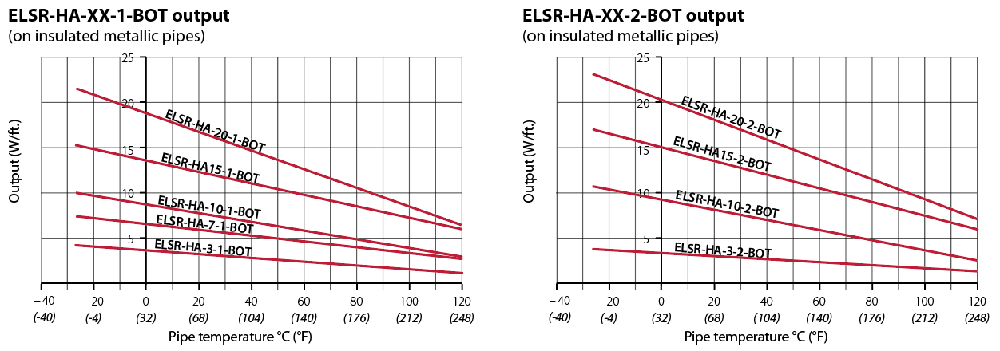 ELSR-HA-XX-1-BOT output
(on insulated metallic pipes)
Output (W/ft.)
25
20
15
10
5
ELSR-HA-20-1-BOT
ELSR-HA15-1-BOT
ELSR-HA-10-1-BOT
ELSR-HA-7-1-BOT
ELSR-HA-3-1-BOT
−40 −20 0 20 40 60 80 100 120
(-40) (-4) (32) (68) (104) (140) (176) (212) (248)
Pipe temperature °C (°F)
ELSR-HA-XX-2-BOT output
(on insulated metallic pipes)
Output (W/ft.)
25
20
15
10
5
ELSR-HA-20-2-BOT
ELSR-HA15-2-BOT
ELSR-HA-10-2-BOT
ELSR-HA-3-2-BOT
−40 −20 0 20 40 60 80 100 120
(-40) (-4) (32) (68) (104) (140) (176) (212) (248)
Pipe temperature °C (°F)